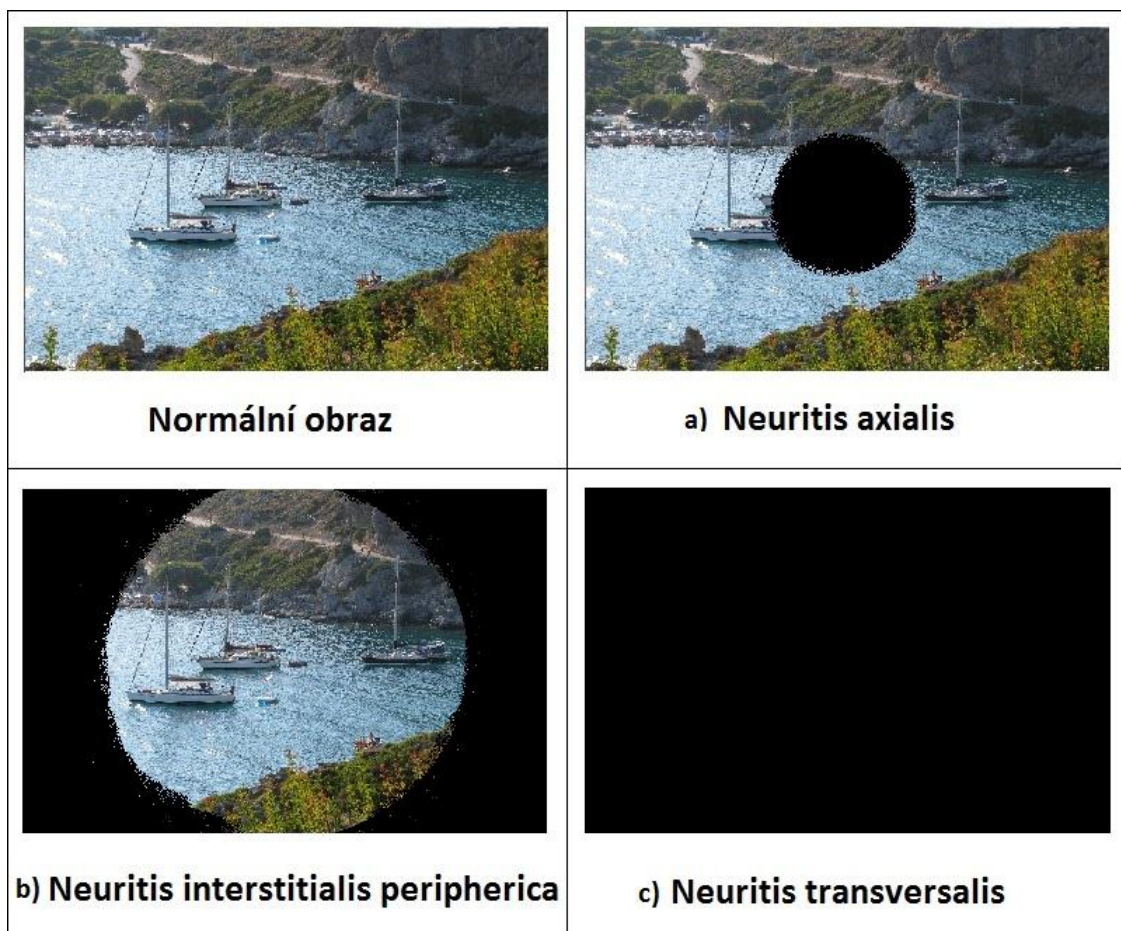 Normální obraz
a) Neuritis axialis
b) Neuritis interstitialis peripherica
c) Neuritis transversalis